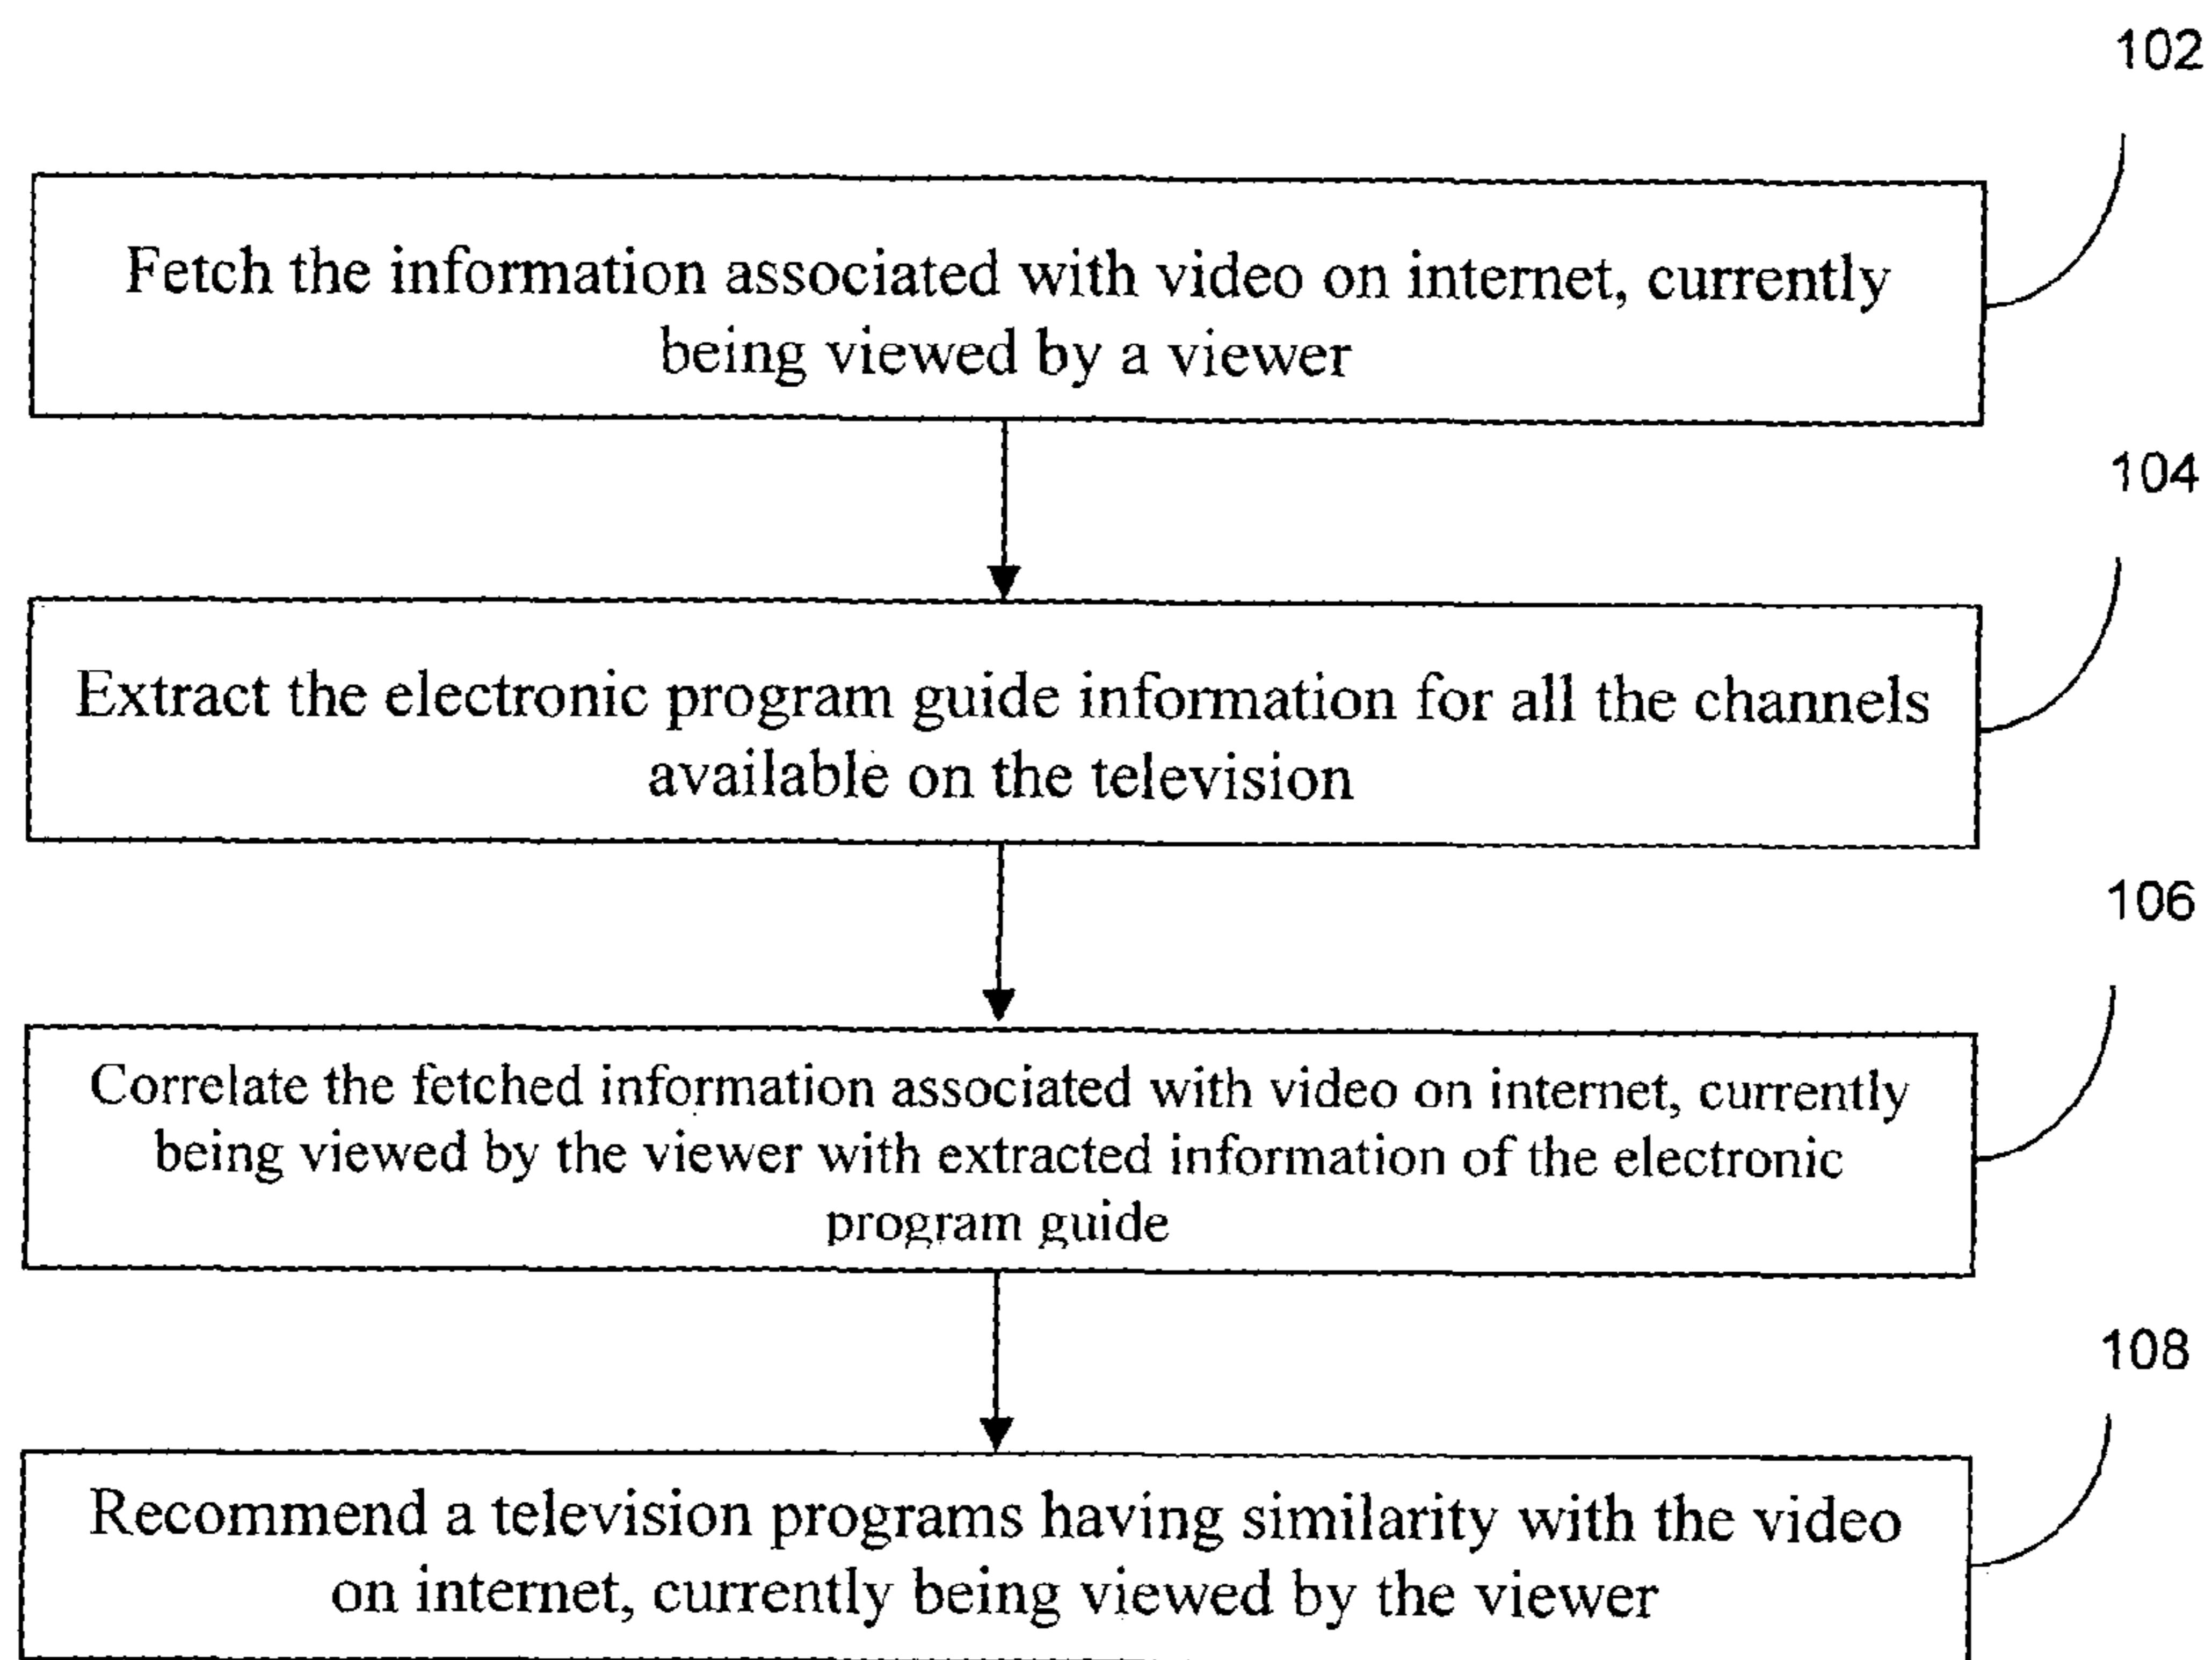 102
Fetch the information associated with video on internet, currently
being viewed by a viewer
104
Extract the electronic program guide information for all the channels
available on the television
106
Correlate the fetched information associated with video on internet, currently
being viewed by the viewer with extracted information of the electronic
program guide
108
Recommend a television programs having similarity with the video
on internet, currently being viewed by the viewer